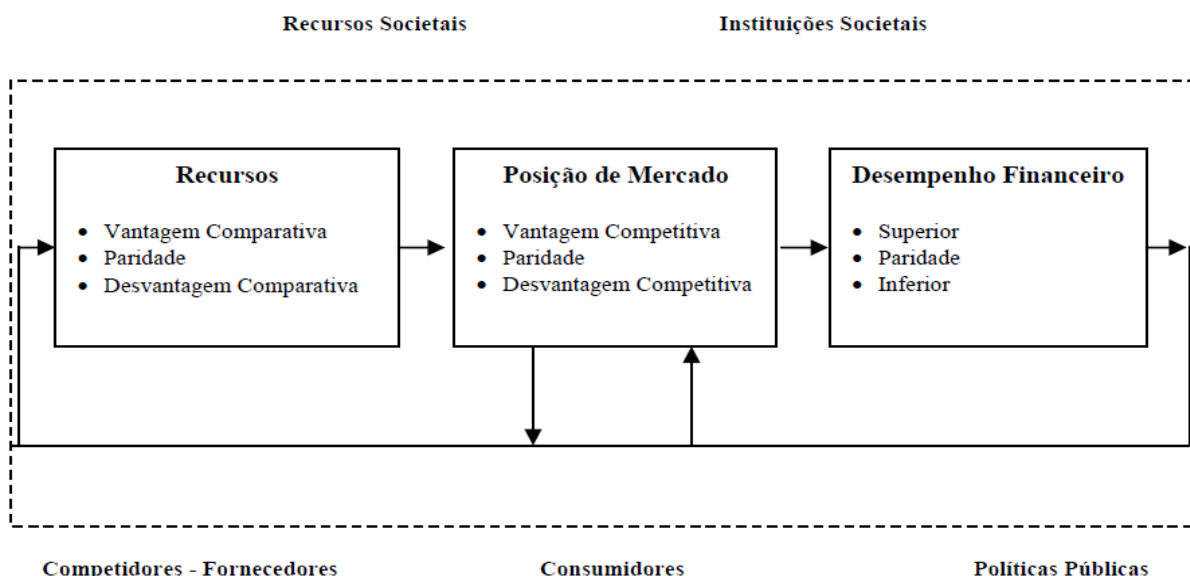 Recursos Societais
Instituições Societais
Recursos
• Vantagem Comparativa
• Paridade
• Desvantagem Comparativa
Posição de Mercado
• Vantagem Competitiva
• Paridade
• Desvantagem Competitiva
Desempenho Financeiro
• Superior
• Paridade
• Inferior
Competidores - Fornecedores
Consumidores
Políticas Públicas